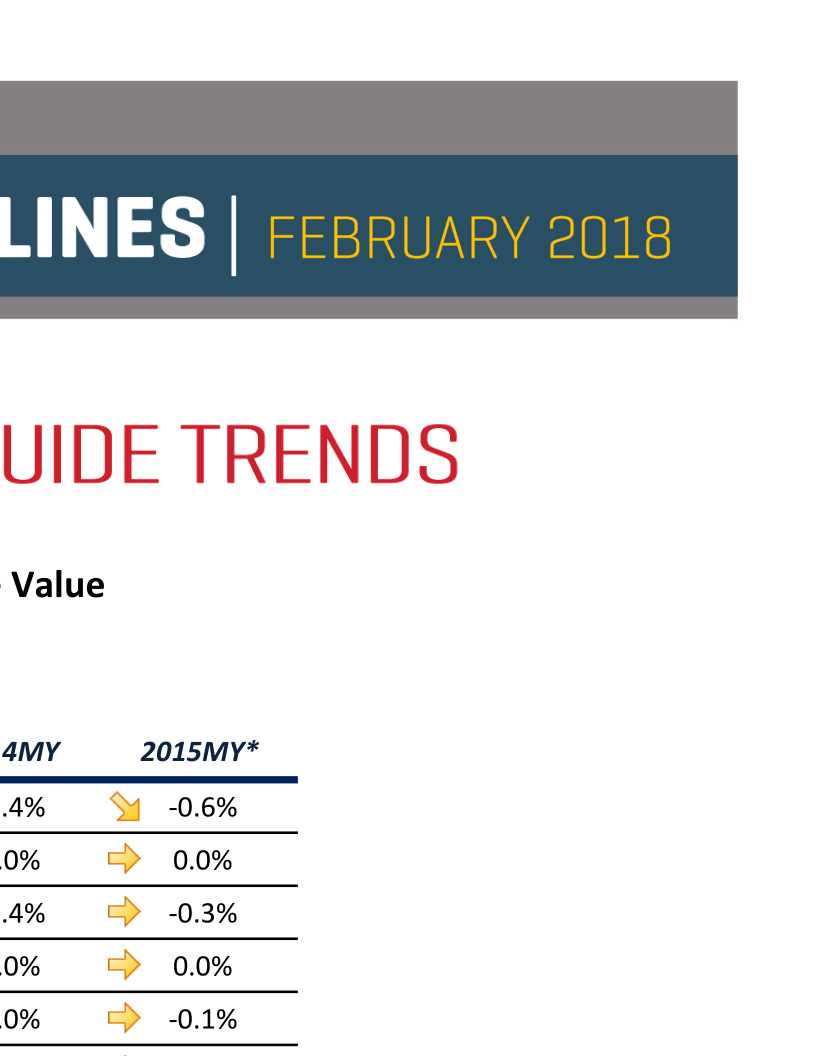 LINES | FEBRUARY 2018
UIDE TRENDS
Value
4MY 2015MY*
.4% -0.6%
.0% 0.0%
.4% -0.3%
.0% 0.0%
.0% -0.1%